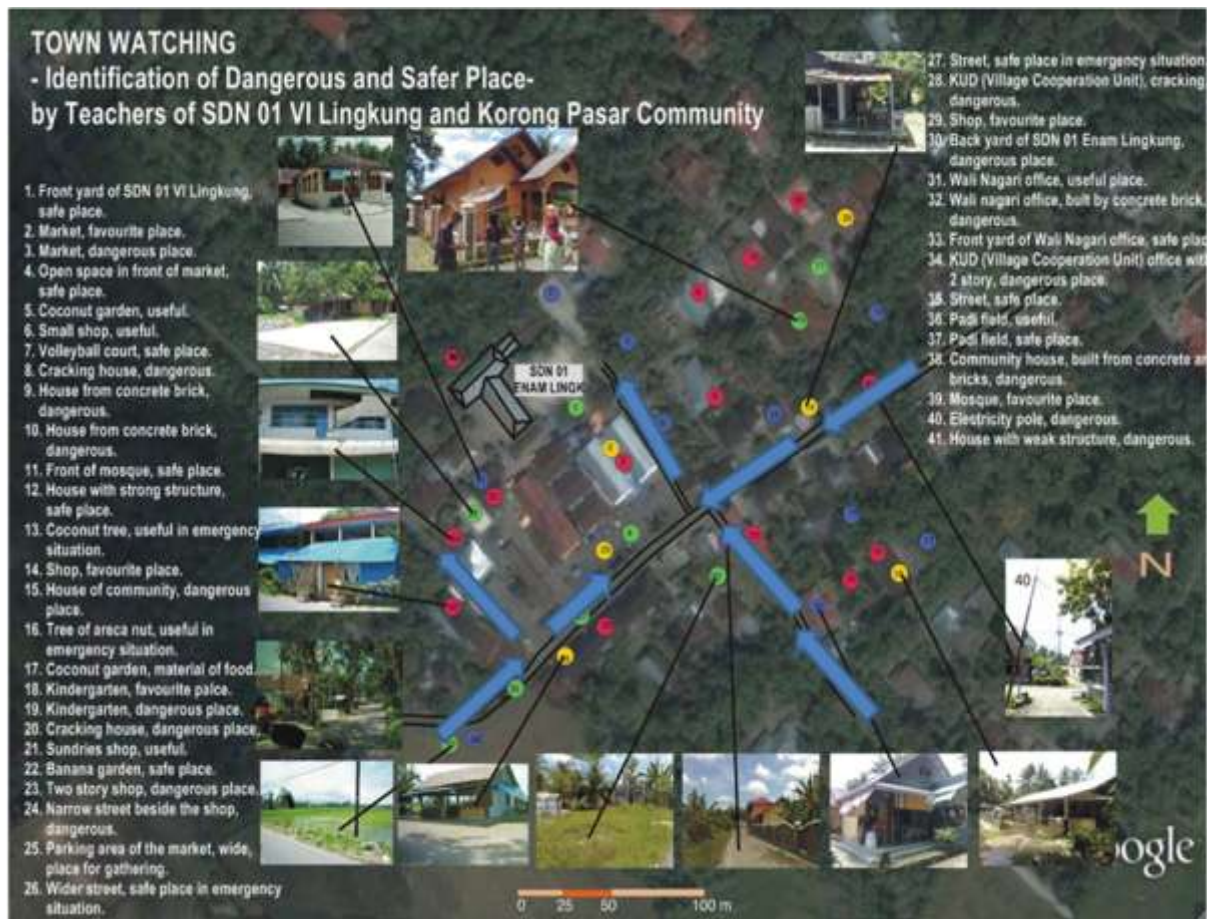 TOWN WATCHING
- Identification of Dangerous and Safer Place-
by Teachers of SDN 01 VI Lingkung and Korong Pasar Community
1. Front yard of SDN 01 VI Lingkung,
safe place.
2. Market, favourite place.
3. Market, dangerous place.
4. Open space in front of market,
safe place.
5. Coconut garden, useful.
6. Small shop, useful.
7. Volleyball court, safe place.
8. Cracking house, dangerous.
9. House from concrete brick,
dangerous.
10. House from concrete brick,
dangerous.
11. Front of mosque, safe place.
12. House with strong structure,
safe place.
13. Coconut tree, useful in emergency
situation.
14. Shop, favourite place.
15. House of community, dangerous
place.
16. Tree of areca nut, useful in
emergency situation.
17. Coconut garden, material of food.
18. Kindergarten, favourite palce.
19. Kindergarten, dangerous place.
20. Cracking house, dangerous place.
21. Sundries shop, useful.
22. Banana garden, safe place.
23. Two story shop, dangerous place.
24. Narrow street beside the shop,
dangerous.
25. Parking area of the market, wide,
place for gathering.
26. Wider street, safe place in emergency
situation.
27. Street, safe place in emergency situation.
28. KUD (Village Cooperation Unit), cracking,
dangerous.
29. Shop, favourite place.
30. Back yard of SDN 01 Enam Lingkung,
dangerous place.
31. Wali Nagari office, useful place.
32. Wali nagari office, built by concrete brick,
dangerous.
33. Front yard of Wali Nagari office, safe plac
34. KUD (Village Cooperation Unit) office with
2 story, dangerous place.
35. Street, safe place.
36. Padi field, useful.
37. Padi field, safe place.
38. Community house, built from concrete an
bricks, dangerous.
39. Mosque, favourite place.
40. Electricity pole, dangerous.
41. House with weak structure, dangerous.
SDN 01
ENAM LINGK
40
N
oogle
0 25 50 100 m